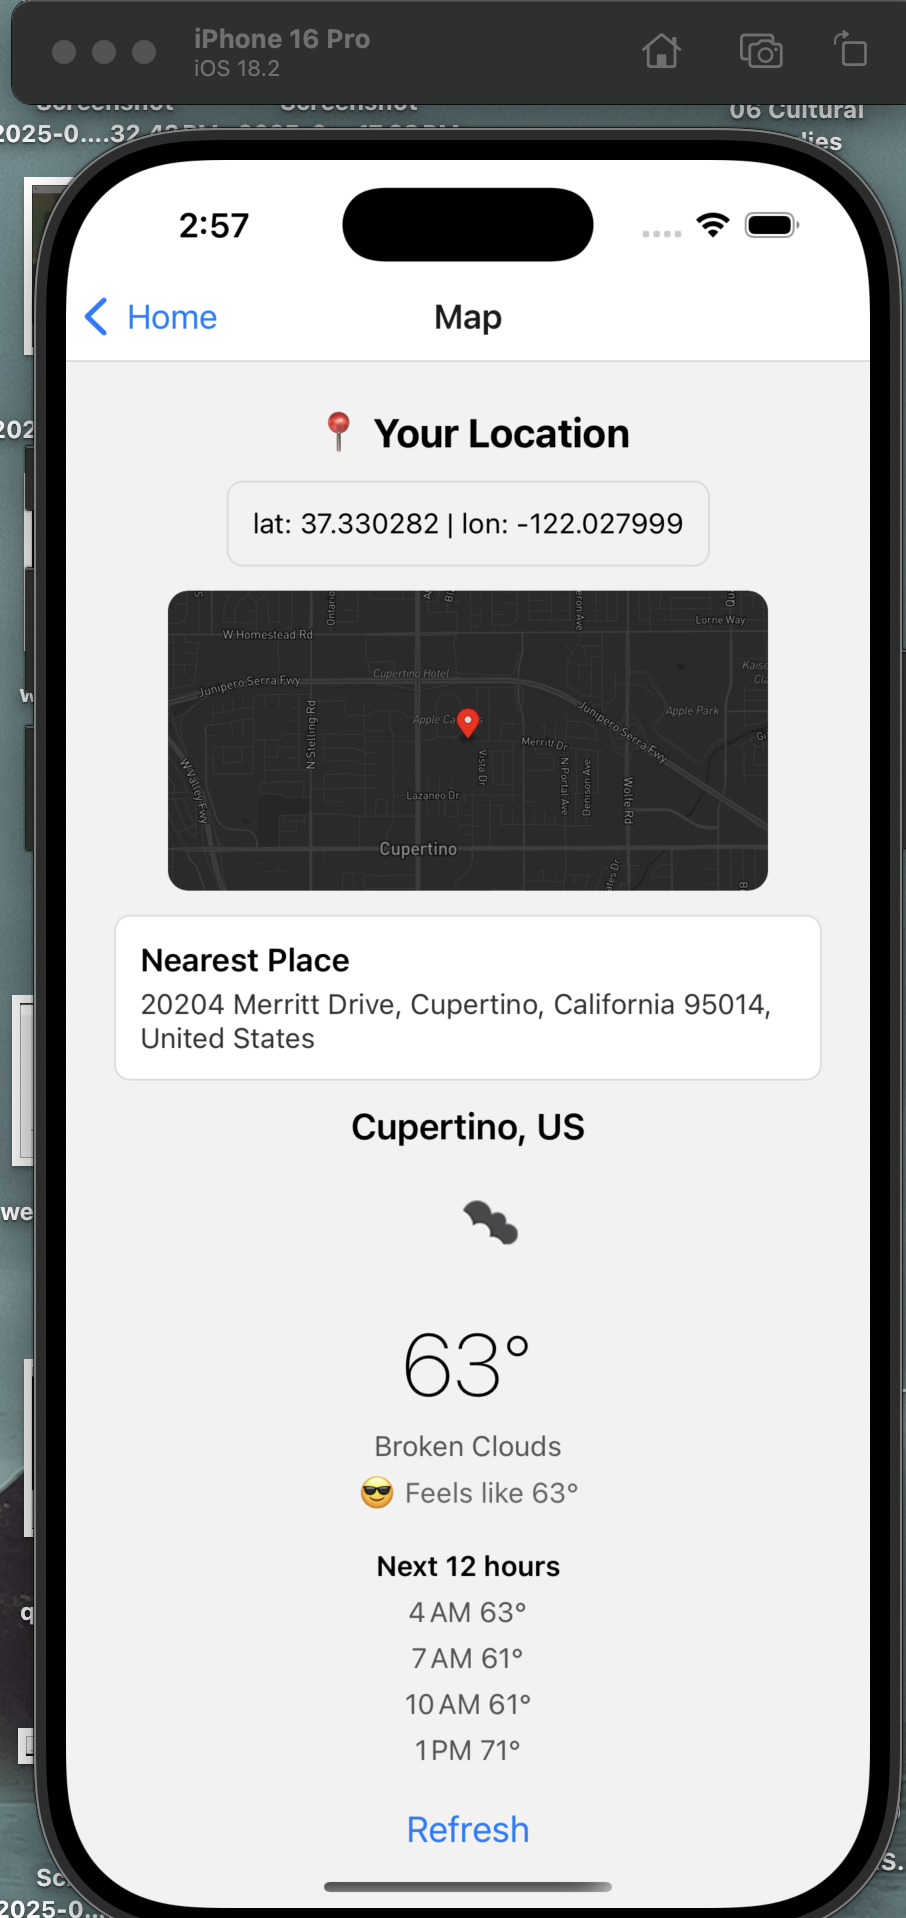 iPhone 16 Pro
iOS 18.2
Screenshot
Screenshot
06 Cultural
2:57
Home
Map
Your Location
lat: 37.330282 | lon: -122.027999
Lorne Way
W Homestead Rd
Cupertino Hotel
Junipero Serra Fwy
Apple Park
N Stelling Rd
Junipero Serra Fwy
Merritt Dr
Vista Dr
N Portal Ave
Denison Ave
Wolfe Rd
W Valley Fwy
Lazaneo Dr
Cupertino
Nearest Place
20204 Merritt Drive, Cupertino, California 95014,
United States
Cupertino, US
63°
Broken Clouds
Feels like 63°
Next 12 hours
4 AM 63°
7 AM 61°
10 AM 61°
1 PM 71°
Refresh